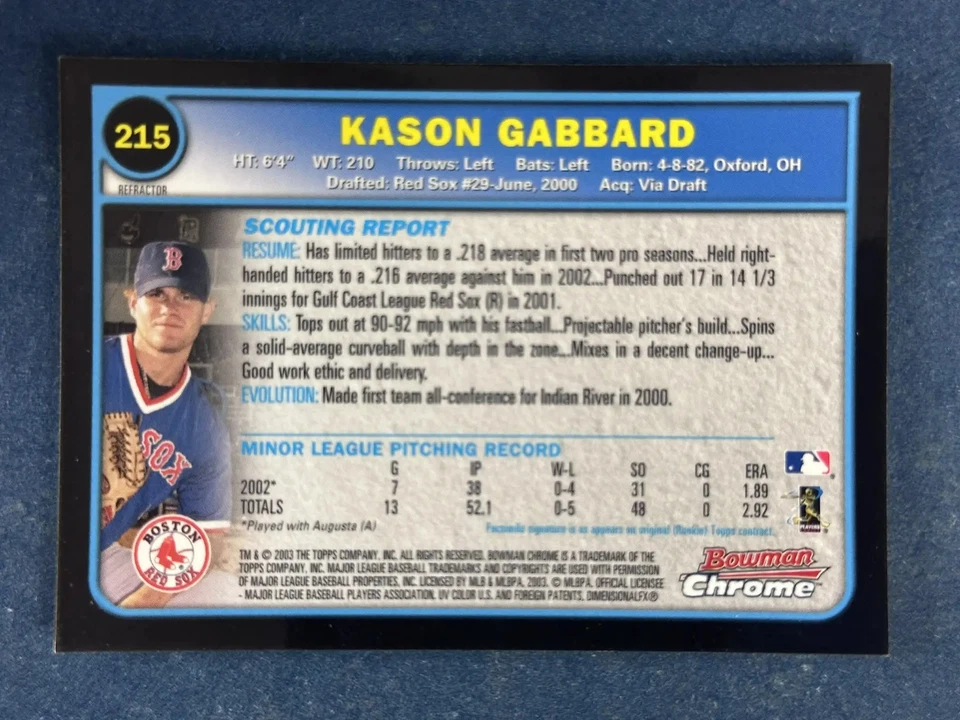 215
REFRACTOR
KASON GABBARD
HT: 6'4" WT: 210 Throws: Left Bats: Left Born: 4-8-82, Oxford, OH
Drafted: Red Sox #29-June, 2000 Acq: Via Draft
SCOUTING REPORT
RESUME: Has limited hitters to a .218 average in first two pro seasons...Held right-
handed hitters to a .216 average against him in 2002...Punched out 17 in 14 1/3
innings for Gulf Coast League Red Sox (R) in 2001.
SKILLS: Tops out at 90-92 mph with his fastball...Projectable pitcher's build...Spins
a solid-average curveball with depth in the zone...Mixes in a decent change-up...
Good work ethic and delivery.
EVOLUTION: Made first team all-conference for Indian River in 2000.
MINOR LEAGUE PITCHING RECORD
G IP W-L SO CG ERA
2002* 7 38 0-4 31 0 1.89
TOTALS 13 52.1 0-5 48 0 2.92
*Played with Augusta (A)
Facsimile signature is as appears on original (Rookie) Topps contract.
B
SOX
BOSTON
RED SOX
PLAYERS
TM & © 2003 THE TOPPS COMPANY, INC. ALL RIGHTS RESERVED. BOWMAN CHROME IS A TRADEMARK OF THE
TOPPS COMPANY, INC. MAJOR LEAGUE BASEBALL TRADEMARKS AND COPYRIGHTS ARE USED WITH PERMISSION
OF MAJOR LEAGUE BASEBALL PROPERTIES, INC. LICENSED BY MLB & MLBPA, 2003. © MLBPA. OFFICIAL LICENSEE
- MAJOR LEAGUE BASEBALL PLAYERS ASSOCIATION. UV COLOR U.S. AND FOREIGN PATENTS. DIMENSIONALFX®
Bowman
Chrome